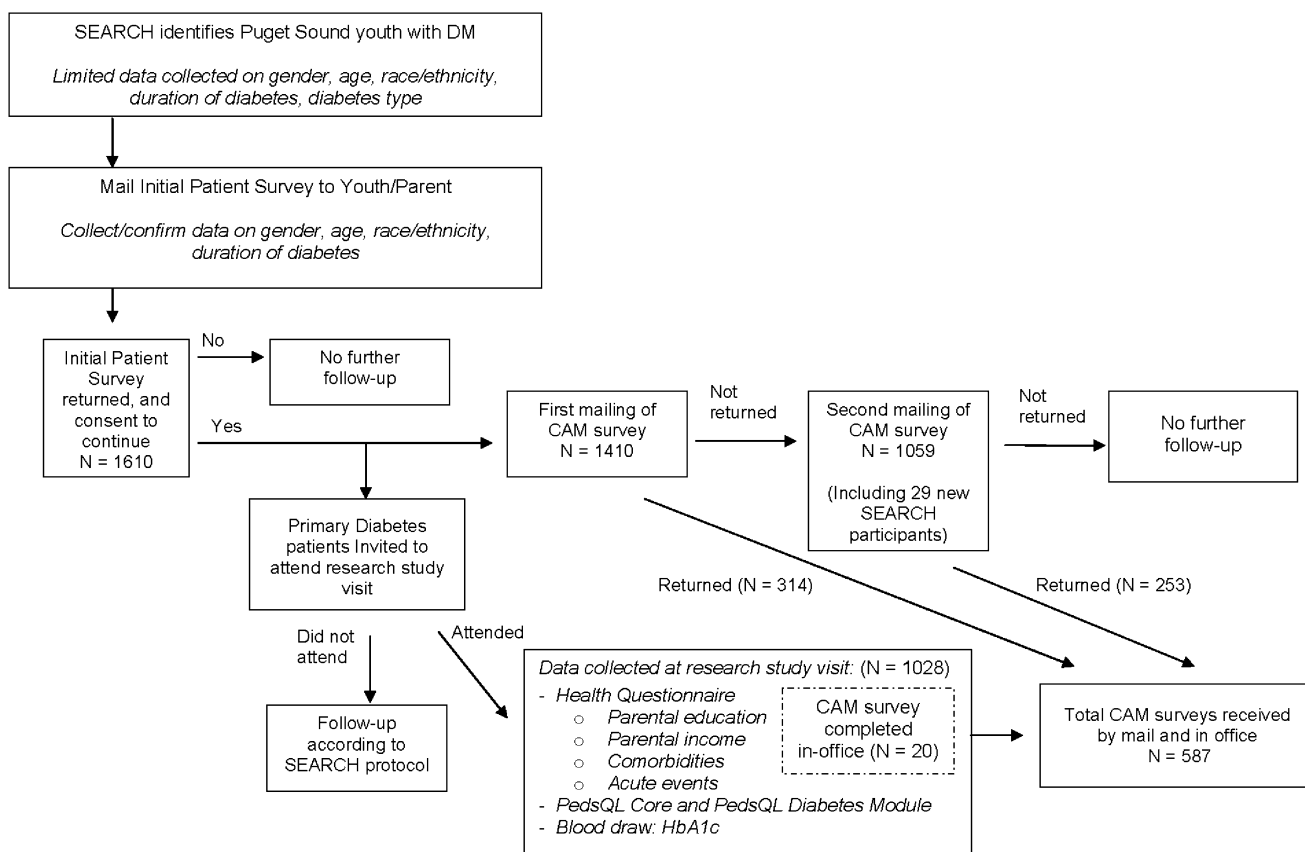 SEARCH identifies Puget Sound youth with DM
Limited data collected on gender, age, race/ethnicity,
duration of diabetes, diabetes type
Mail Initial Patient Survey to Youth/Parent
Collect/confirm data on gender, age, race/ethnicity,
duration of diabetes
Initial Patient
Survey
returned, and
consent to
continue
N = 1610
No
No further
follow-up
Yes
First mailing of
CAM survey
N = 1410
Not
returned
Second mailing of
CAM survey
N = 1059
(Including 29 new
SEARCH
participants)
Not
returned
No further
follow-up
Primary Diabetes
patients Invited to
attend research study
visit
Returned (N = 314)
Returned (N = 253)
Did not
attend
Attended
Follow-up
according to
SEARCH protocol
Data collected at research study visit: (N = 1028)
- Health Questionnaire
o Parental education
o Parental income
o Comorbidities
o Acute events
- PedsQL Core and PedsQL Diabetes Module
- Blood draw: HbA1c
CAM survey
completed
in-office (N = 20)
Total CAM surveys received
by mail and in office
N = 587